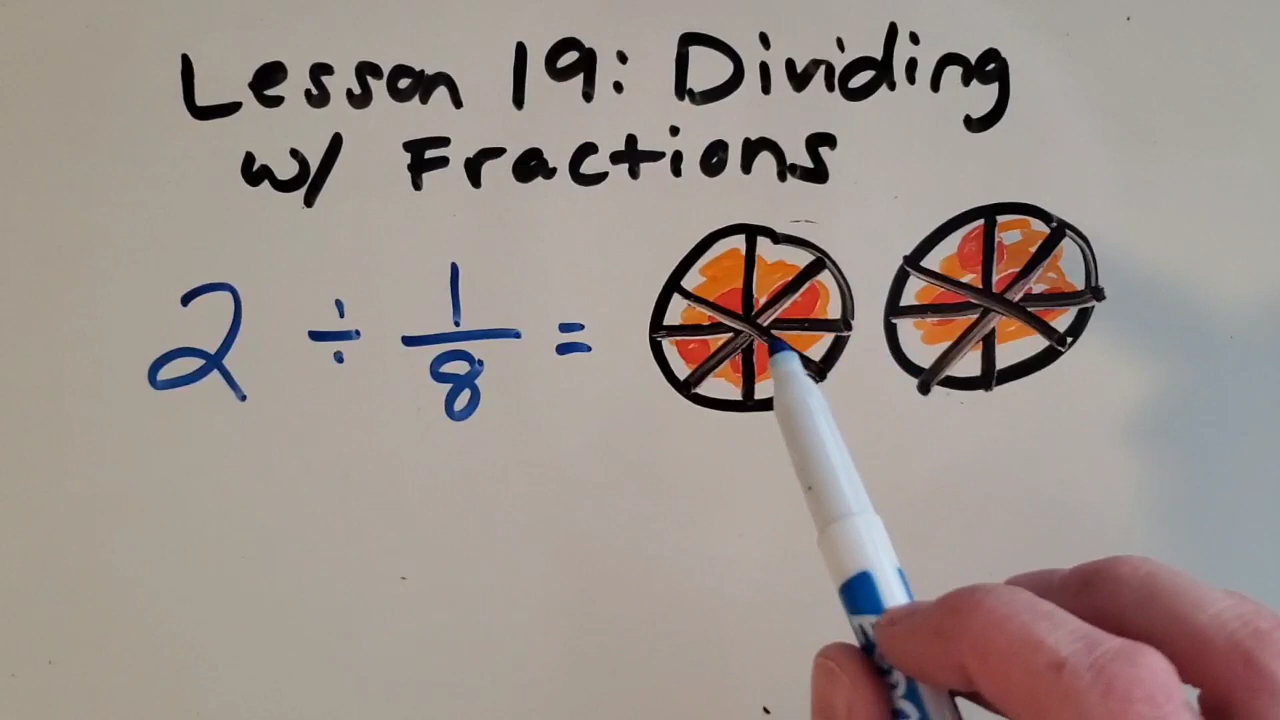 Lesson 19: Dividing
w/ Fractions
2 ÷ 1/8 =